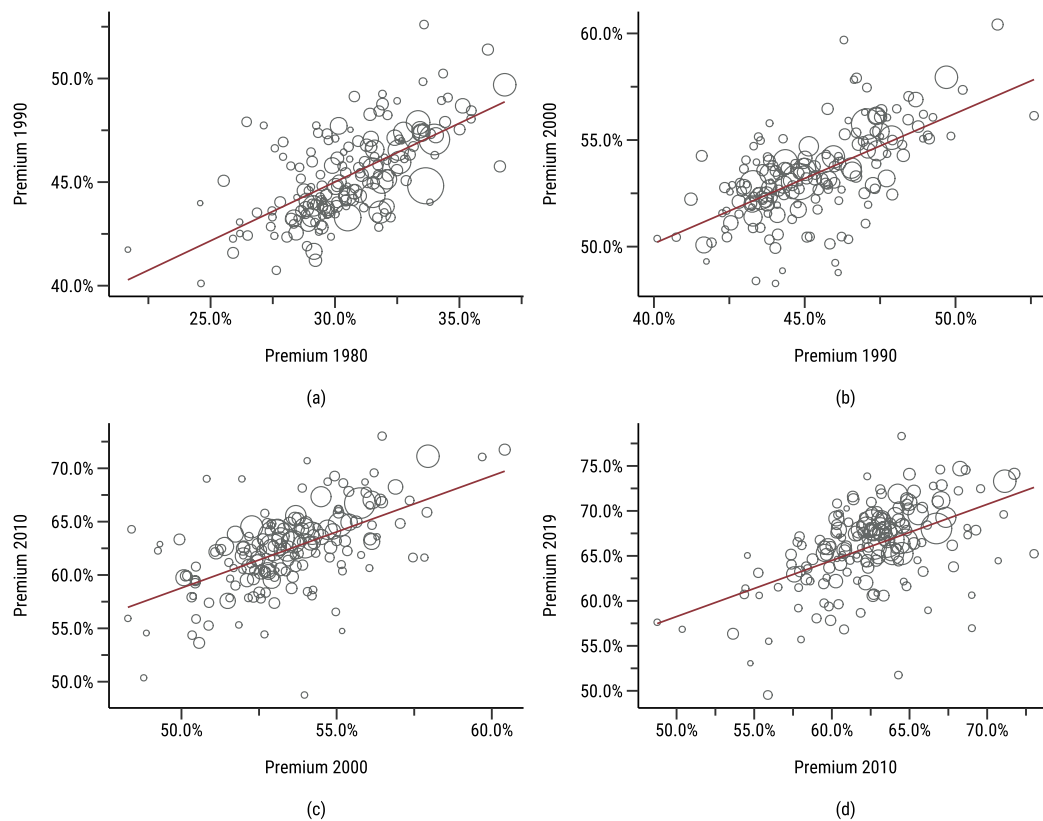 50.0%
45.0%
40.0%
Premium 1990
25.0% 30.0% 35.0%
Premium 1980
(a)
60.0%
55.0%
50.0%
Premium 2000
40.0% 45.0% 50.0%
Premium 1990
(b)
70.0%
65.0%
60.0%
55.0%
50.0%
Premium 2010
50.0% 55.0% 60.0%
Premium 2000
(c)
75.0%
70.0%
65.0%
60.0%
55.0%
50.0%
Premium 2019
50.0% 55.0% 60.0% 65.0% 70.0%
Premium 2010
(d)